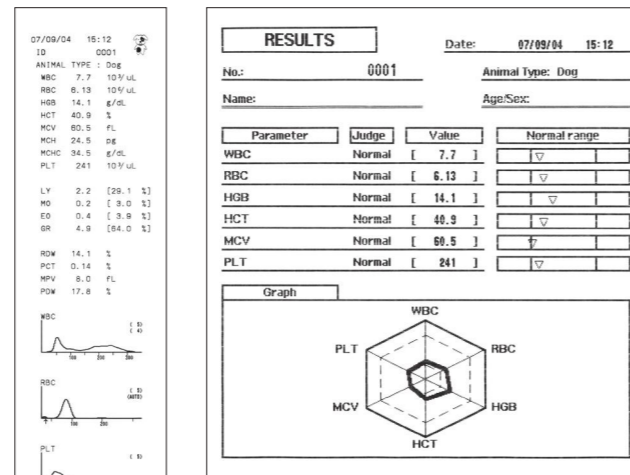 07/09/04 15:12
ID 0001
ANIMAL TYPE : Dog
WBC 7.7 10³/uL
RBC 6.13 10⁶/uL
HGB 14.1 g/dL
HCT 40.9 %
MCV 60.5 fL
MCH 24.5 pg
MCHC 34.5 g/dL
PLT 241 10³/uL
LY 2.2 [29.1 %]
MO 0.2 [ 3.0 %]
EO 0.4 [ 3.9 %]
GR 4.9 [64.0 %]
RDW 14.1 %
PCT 0.14 %
MPV 8.0 fL
PDW 17.8 %
WBC
100 200 300
RBC
(AUTO)
100 200
PLT
RESULTS
Date: 07/09/04 15:12
No.: 0001 Animal Type: Dog
Name: Age/Sex:
Parameter Judge Value Normal range
WBC Normal [ 7.7 ]
RBC Normal [ 6.13 ]
HGB Normal [ 14.1 ]
HCT Normal [ 40.9 ]
MCV Normal [ 60.5 ]
PLT Normal [ 241 ]
Graph
WBC
PLT RBC
MCV HGB
HCT